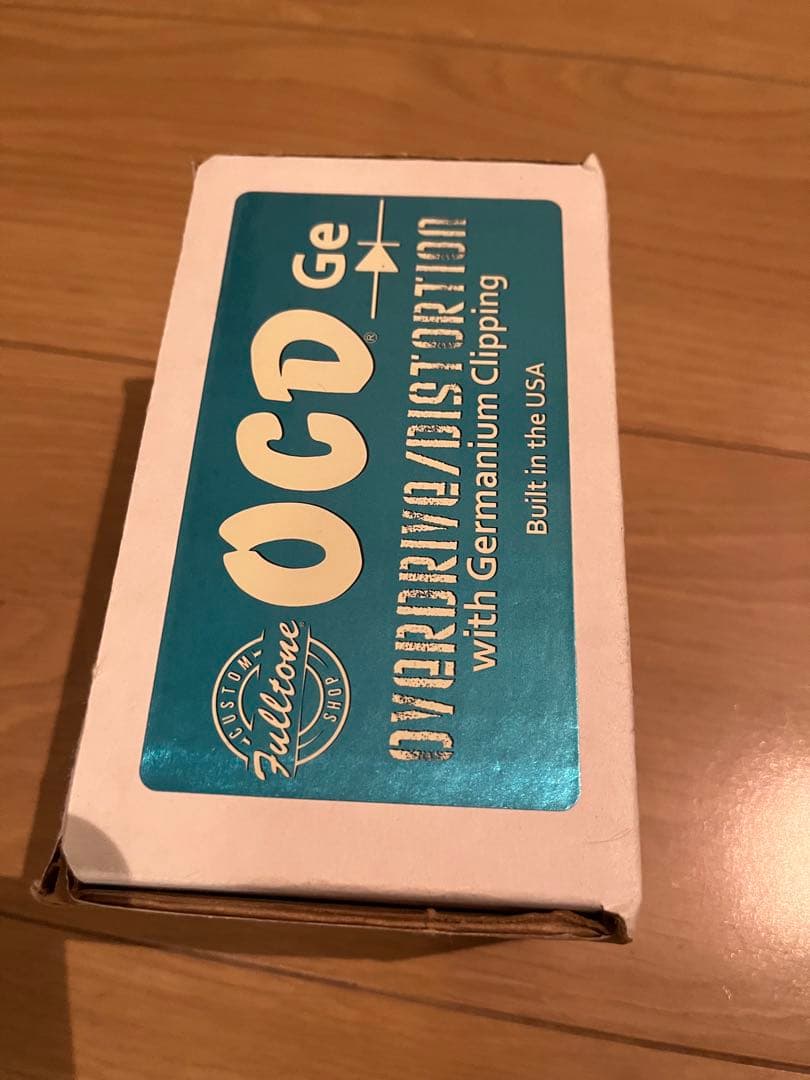 CUSTOM
Fulltone
SHOP
OCD® Ge
OVERDRIVE/DISTORTION
with Germanium Clipping
Built in the USA